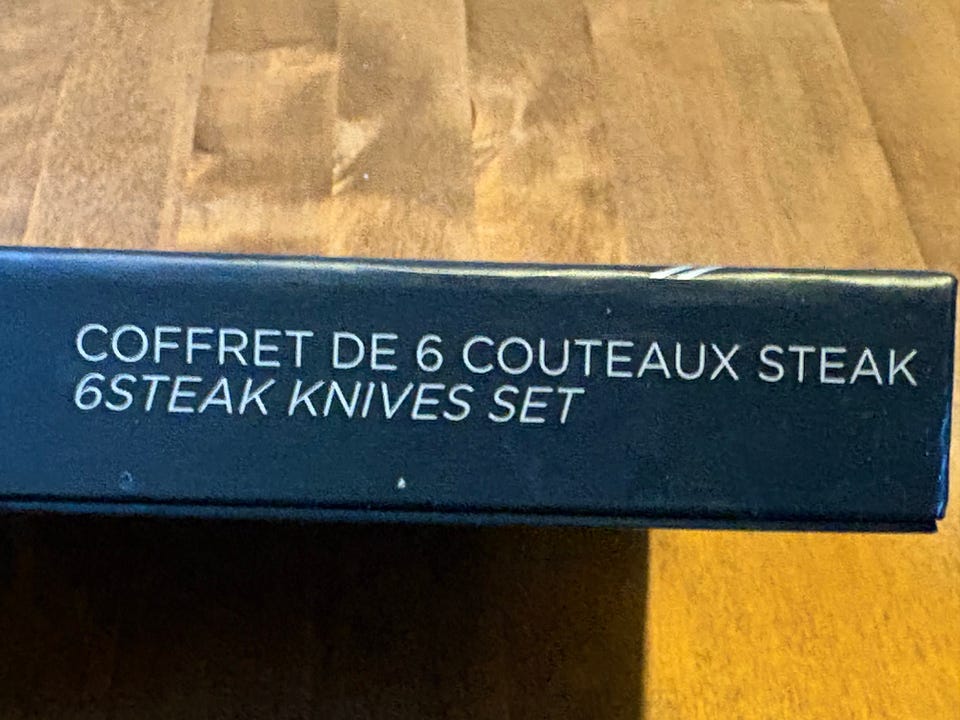 COFFRET DE 6 COUTEAUX STEAK
6STEAK KNIVES SET